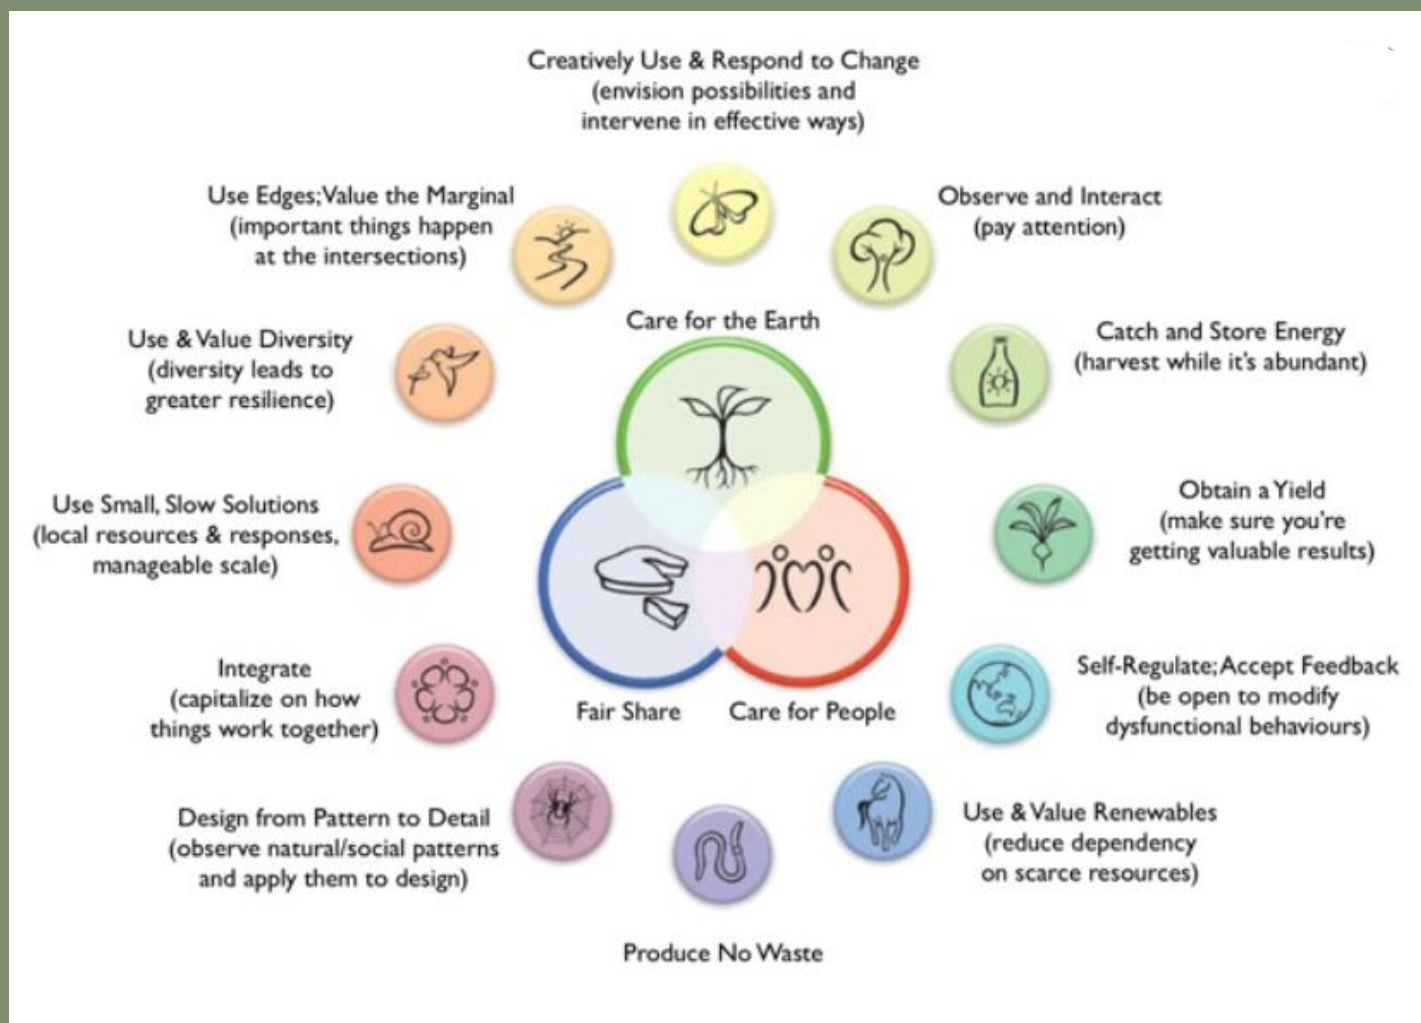 Creatively Use & Respond to Change
(envision possibilities and
intervene in effective ways)
Observe and Interact
(pay attention)
Catch and Store Energy
(harvest while it's abundant)
Obtain a Yield
(make sure you're
getting valuable results)
Self-Regulate; Accept Feedback
(be open to modify
dysfunctional behaviours)
Use & Value Renewables
(reduce dependency
on scarce resources)
Produce No Waste
Design from Pattern to Detail
(observe natural/social patterns
and apply them to design)
Integrate
(capitalize on how
things work together)
Use Small, Slow Solutions
(local resources & responses,
manageable scale)
Use & Value Diversity
(diversity leads to
greater resilience)
Use Edges; Value the Marginal
(important things happen
at the intersections)
Care for the Earth
Fair Share
Care for People